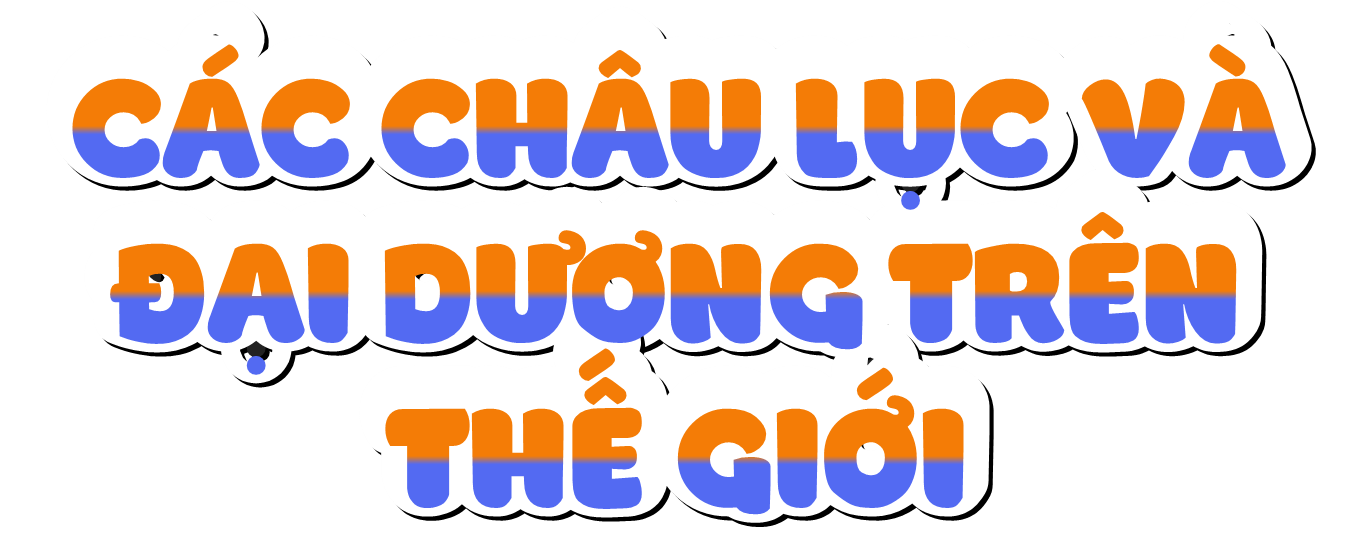 CÁC CHÂU LỤC VÀ
ĐẠI DƯƠNG TRÊN
THẾ GIỚI